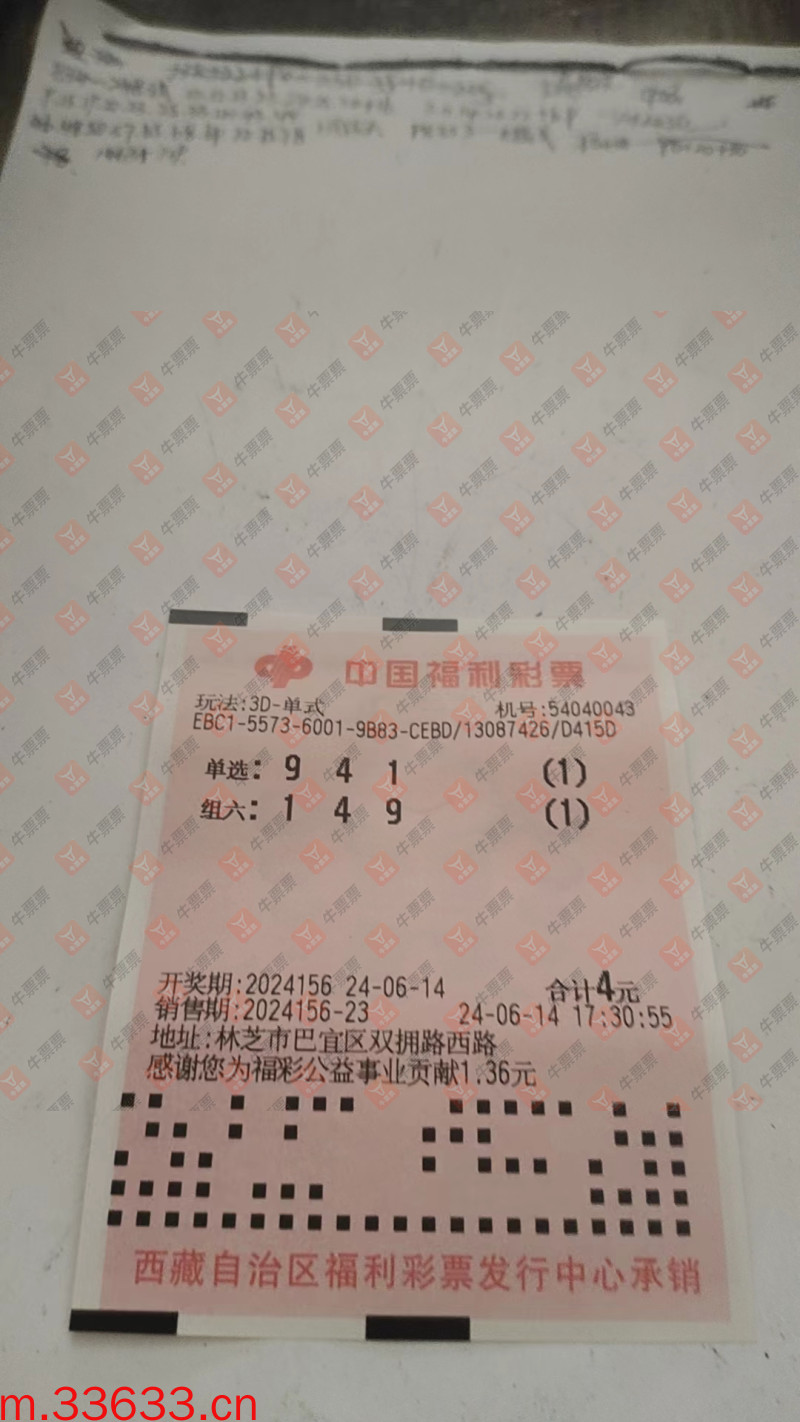 中国福利彩票
玩法:3D-单式 机号:54040043
EBC1-5573-6001-9B83-CEBD/13087426/D415D
单选: 9 4 1 (1)
组六: 1 4 9 (1)
开奖期:2024156 24-06-14 合计4元
销售期:2024156-23 24-06-14 17:30:55
地址:林芝市巴宜区双拥路西路
感谢您为福彩公益事业贡献1.36元
西藏自治区福利彩票发行中心承销
牛票票
m.33633.cn